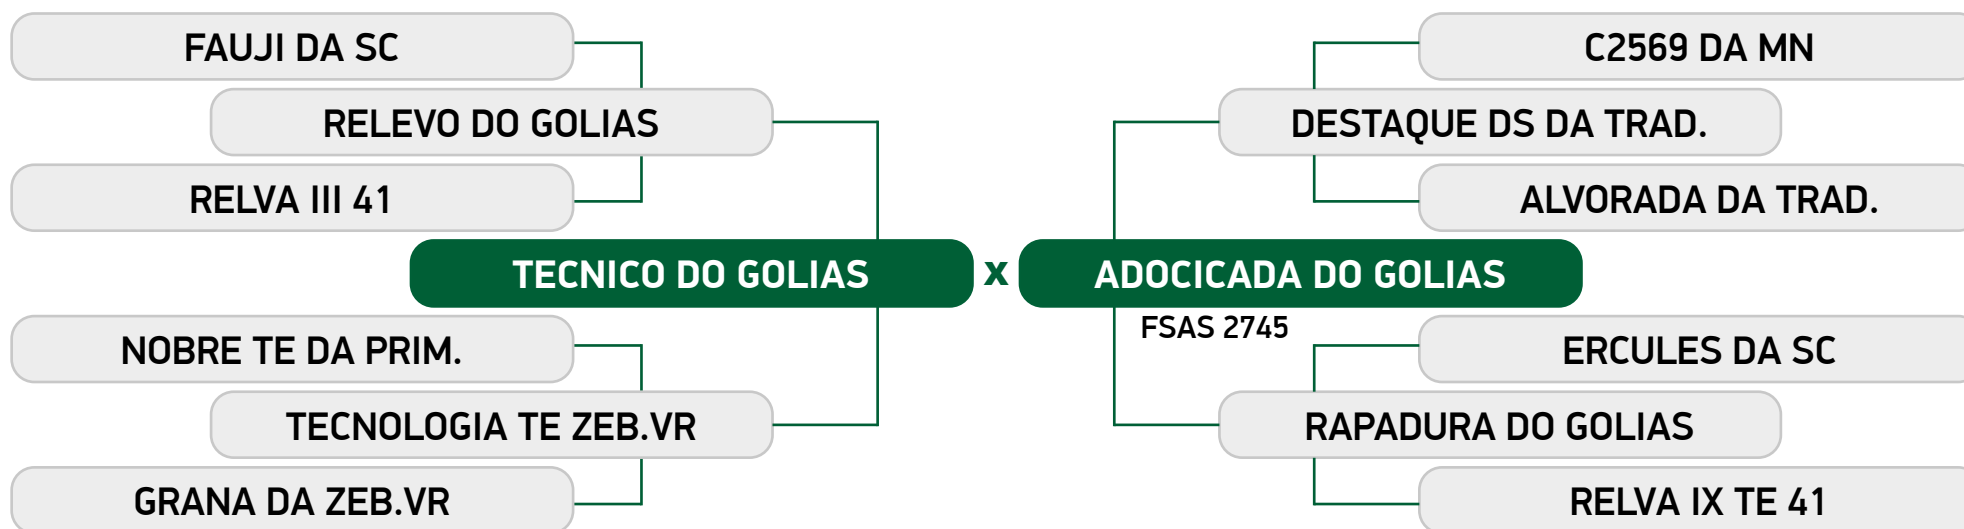 FAUJI DA SC
C2569 DA MN
RELEVO DO GOLIAS
DESTAQUE DS DA TRAD.
RELVA III 41
ALVORADA DA TRAD.
TECNICO DO GOLIAS
x
ADOCICADA DO GOLIAS
FSAS 2745
NOBRE TE DA PRIM.
ERCULES DA SC
TECNOLOGIA TE ZEB.VR
RAPADURA DO GOLIAS
GRANA DA ZEB.VR
RELVA IX TE 41